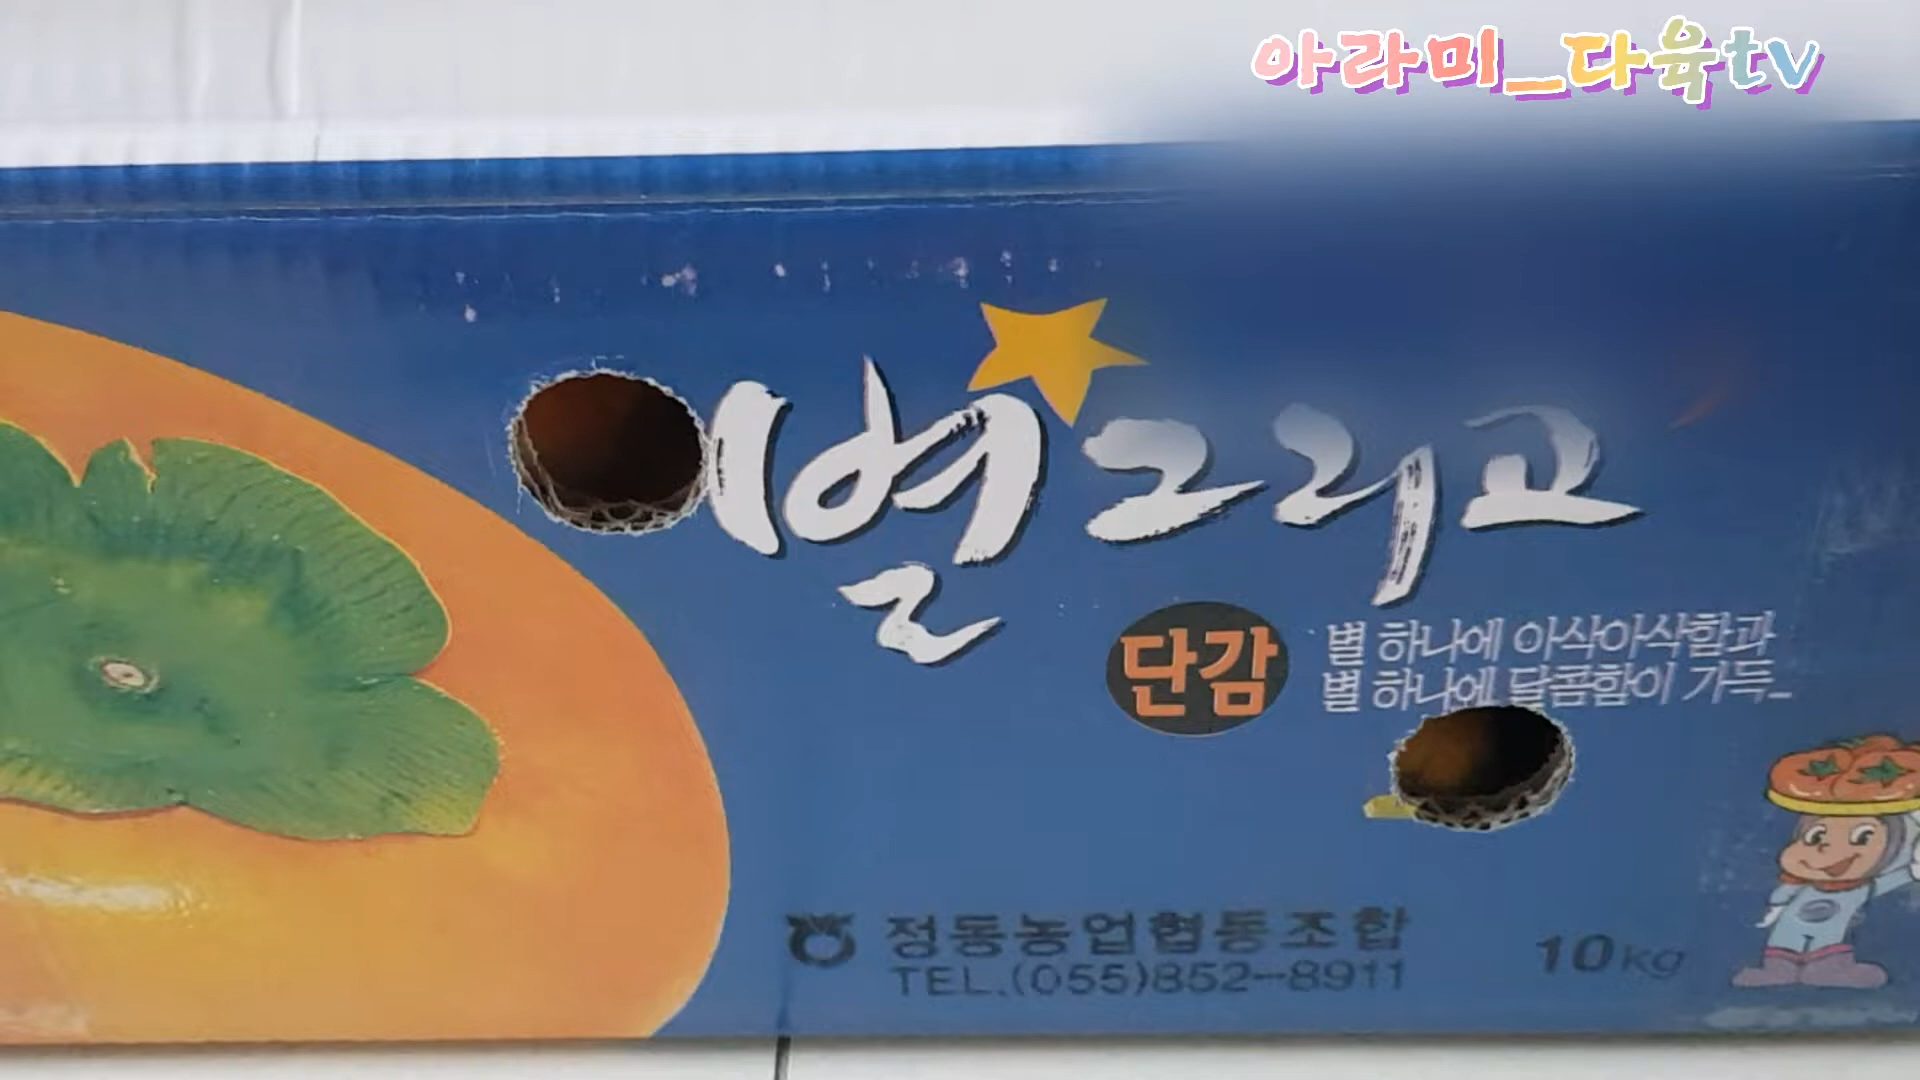 아라미_다육tv
별그리고
단감
별 하나에 아삭아삭함과
별 하나에 달콤함이 가득_
정동농업협동조합
TEL.(055)852-8911
10kg